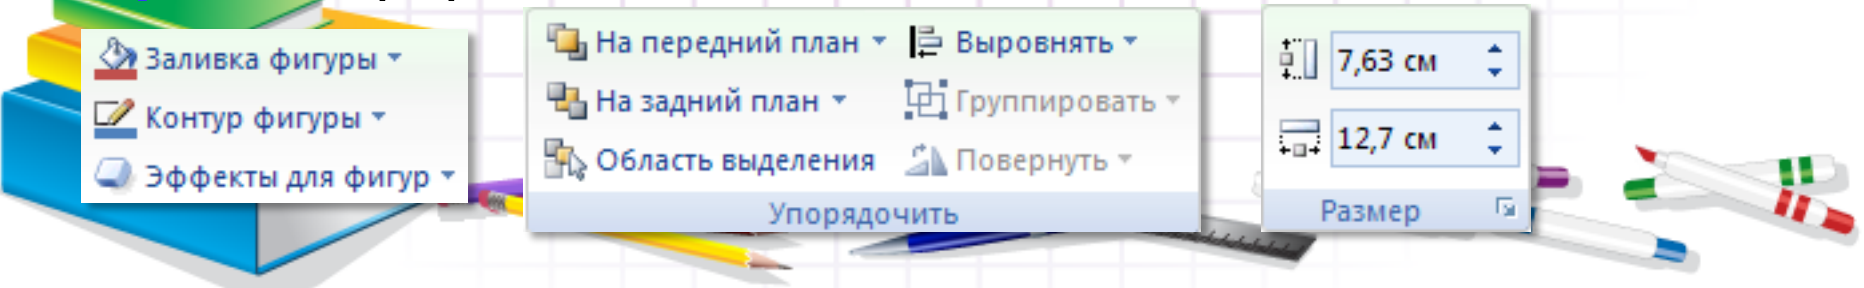 Заливка фигуры
Контур фигуры
Эффекты для фигур
На передний план
На задний план
Область выделения
Выровнять
Группировать
Повернуть
Упорядочить
7,63 см
12,7 см
Размер